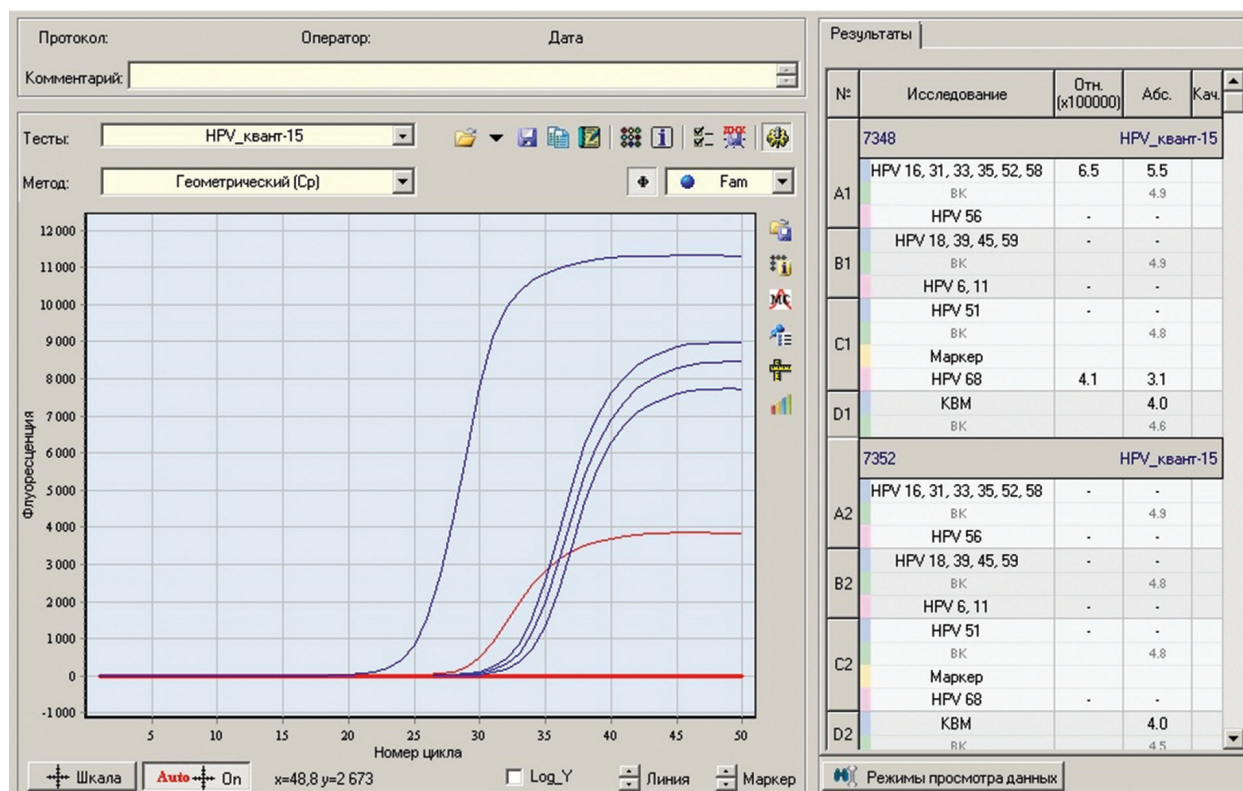 Протокол: Оператор: Дата
Комментарий:
Тесты: HPV_квант-15
Метод: Геометрический (Cp) Ф Fam
12 000
11 000
10 000
9 000
8 000
7 000
6 000
5 000
4 000
3 000
2 000
1 000
0
-1 000
Флуоресценция
5 10 15 20 25 30 35 40 45 50
Номер цикла
Шкала Auto On x=48,8 y=2 673 Log_Y Линия Маркер
Результаты
№ Исследование Отн. (x100000) Абс. Кач.
7348 HPV_квант-15
A1 HPV 16, 31, 33, 35, 52, 58 6.5 5.5
ВК 4.9
HPV 56 - -
B1 HPV 18, 39, 45, 59 - -
ВК 4.9
HPV 6, 11 - -
C1 HPV 51 - -
ВК 4.8
Маркер
HPV 68 4.1 3.1
D1 КВМ 4.0
ВК 4.6
7352 HPV_квант-15
A2 HPV 16, 31, 33, 35, 52, 58 - -
ВК 4.9
HPV 56 - -
B2 HPV 18, 39, 45, 59 - -
ВК 4.8
HPV 6, 11 - -
C2 HPV 51 - -
ВК 4.8
Маркер
HPV 68 - -
D2 КВМ 4.0
ВК 4.5
Режимы просмотра данных